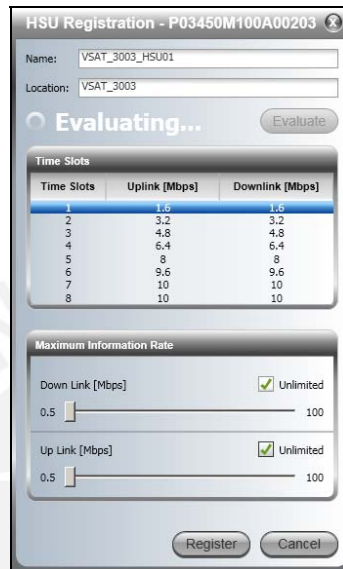 HSU Registration - P03450M100A00203
Name: VSAT_3003_HSU01
Location: VSAT_3003
Evaluating... Evaluate
Time Slots
Time Slots Uplink [Mbps] Downlink [Mbps]
1 1.6 1.6
2 3.2 3.2
3 4.8 4.8
4 6.4 6.4
5 8 8
6 9.6 9.6
7 10 10
8 10 10
Maximum Information Rate
Down Link [Mbps] Unlimited
0.5 100
Up Link [Mbps] Unlimited
0.5 100
Register Cancel